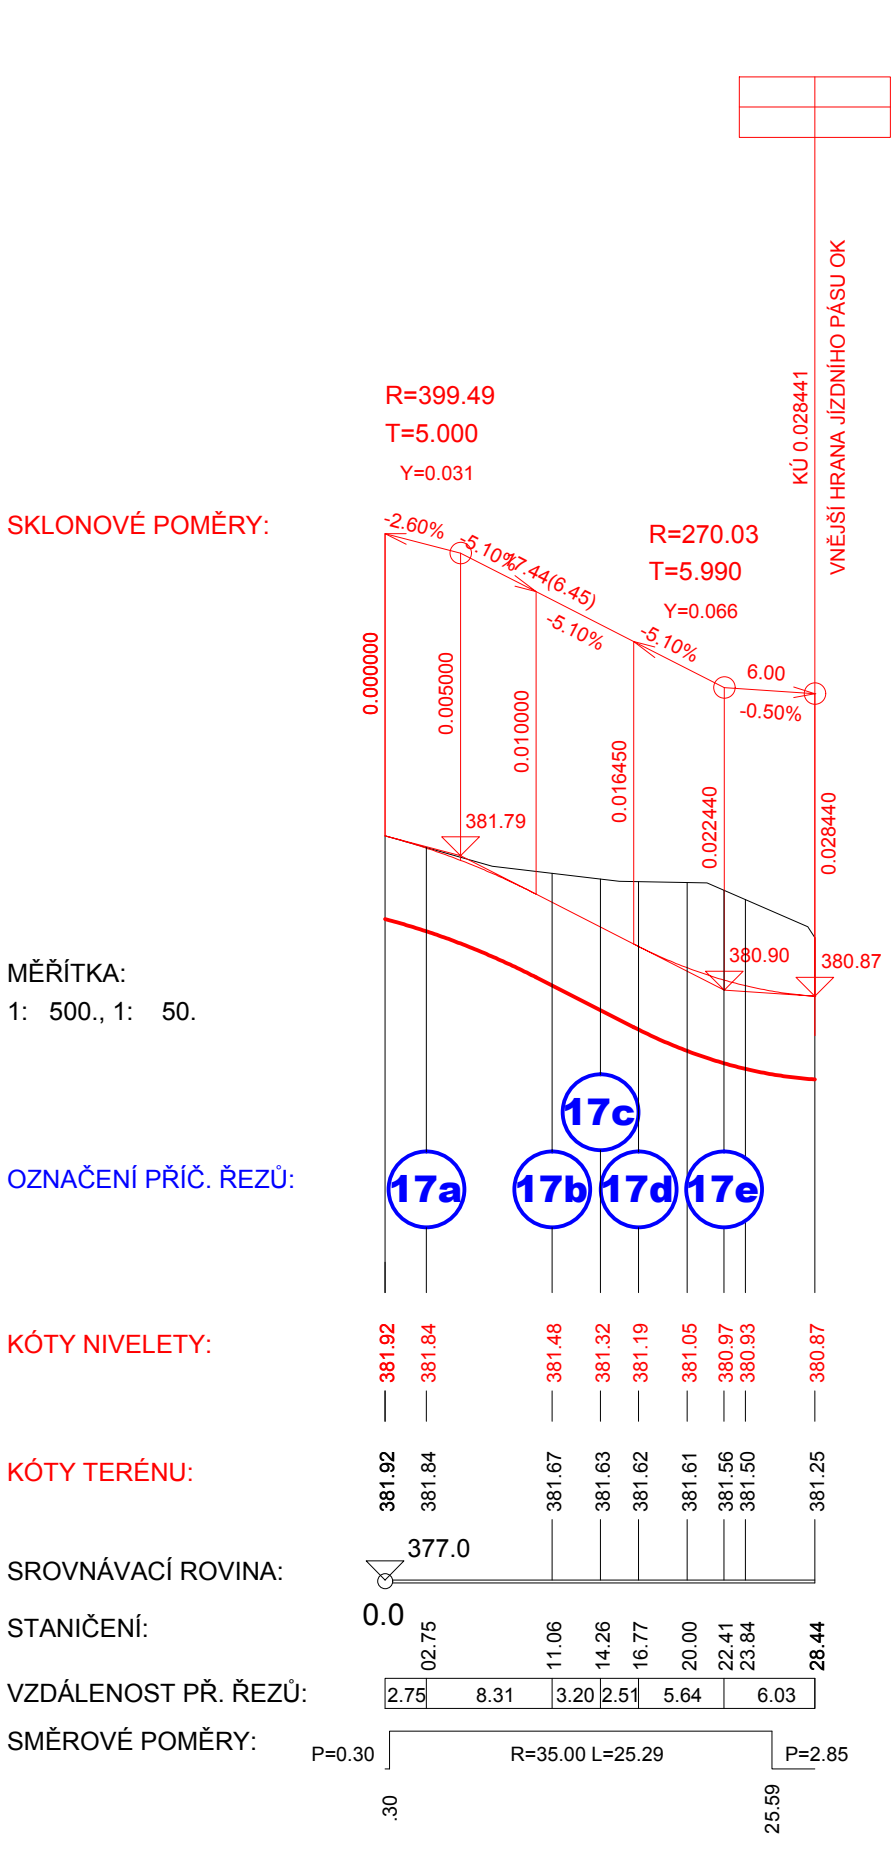 VNĚJŠÍ HRANA JÍZDNÍHO PÁSU OK
KÚ 0.028441
R=399.49
T=5.000
Y=0.031
SKLONOVÉ POMĚRY:
-2.60%
-5.10%
17.44(6.45)
-5.10%
R=270.03
T=5.990
Y=0.066
-5.10%
6.00
-0.50%
0.000000
0.005000
0.010000
0.016450
0.022440
0.028440
381.79
380.90
380.87
MĚŘÍTKA:
1: 500., 1: 50.
OZNAČENÍ PŘÍČ. ŘEZŮ:
17a
17b
17c
17d
17e
KÓTY NIVELETY:
381.92
381.84
381.48
381.32
381.19
381.05
380.97
380.93
380.87
KÓTY TERÉNU:
381.92
381.84
381.67
381.63
381.62
381.61
381.56
381.50
381.25
SROVNÁVACÍ ROVINA:
377.0
STANIČENÍ:
0.0
02.75
11.06
14.26
16.77
20.00
22.41
23.84
28.44
VZDÁLENOST PŘ. ŘEZŮ:
2.75
8.31
3.20
2.51
5.64
6.03
SMĚROVÉ POMĚRY:
P=0.30
R=35.00 L=25.29
P=2.85
.30
25.59